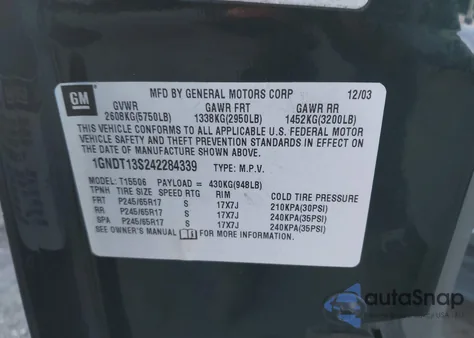 GM
MFD BY GENERAL MOTORS CORP 12/03
GVWR GAWR FRT GAWR RR
2608KG(5750LB) 1338KG(2950LB) 1452KG(3200LB)
THIS VEHICLE CONFORMS TO ALL APPLICABLE U.S. FEDERAL MOTOR
VEHICLE SAFETY AND THEFT PREVENTION STANDARDS IN EFFECT ON
THE DATE OF MANUFACTURE SHOWN ABOVE.
1GNDT13S242284339 TYPE: M.P.V.
MODEL: T15506 PAYLOAD = 430KG(948LB)
TPNH TIRE SIZE SPEED RTG RIM COLD TIRE PRESSURE
FRT P245/65R17 S 17X7J 210KPA(30PSI)
RR P245/65R17 S 17X7J 240KPA(35PSI)
SPA P245/65R17 S 17X7J 240KPA(35PSI)
SEE OWNER'S MANUAL FOR MORE INFORMATION.
autoSnap